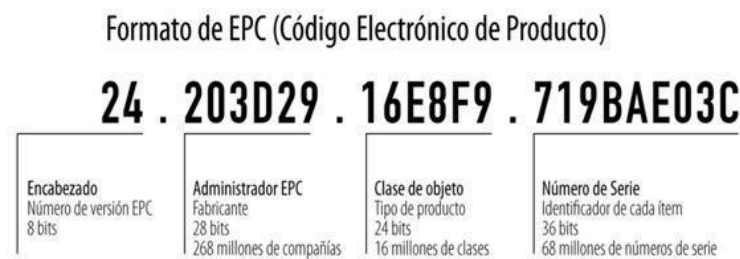 Formato de EPC (Código Electrónico de Producto)
24 . 203D29 . 16E8F9 . 719BAE03C
Encabezado
Número de versión EPC
8 bits
Administrador EPC
Fabricante
28 bits
268 millones de compañías
Clase de objeto
Tipo de producto
24 bits
16 millones de clases
Número de Serie
Identificador de cada ítem
36 bits
68 millones de números de serie